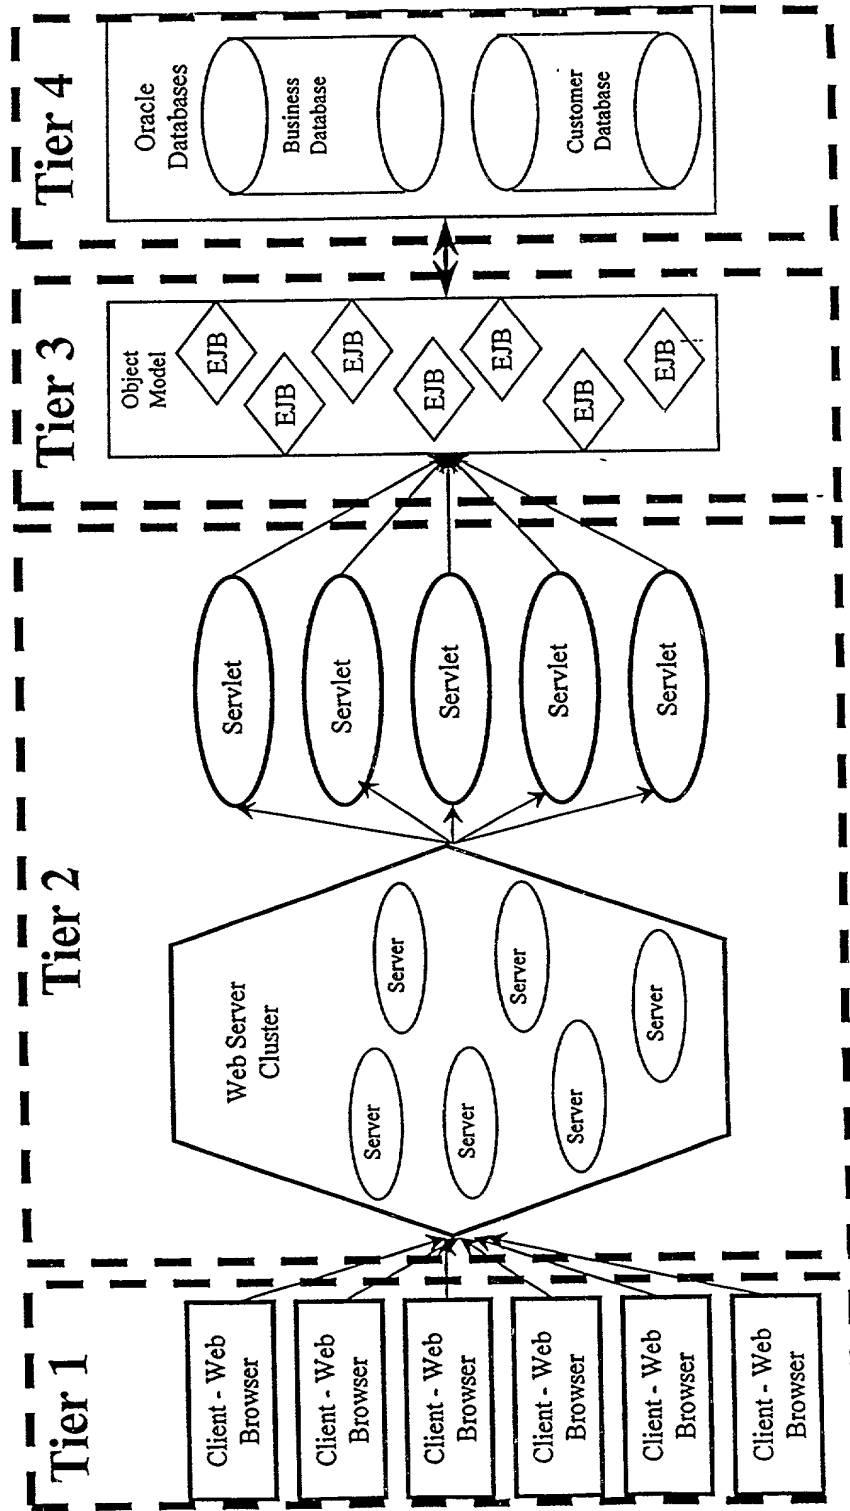 Tier 1
Client - Web
Browser
Client - Web
Browser
Client - Web
Browser
Client - Web
Browser
Client - Web
Browser
Client - Web
Browser
Tier 2
Web Server
Cluster
Server
Server
Server
Server
Server
Server
Servlet
Servlet
Servlet
Servlet
Servlet
Tier 3
Object
Model
EJB
EJB
EJB
EJB
EJB
EJB
EJB
Tier 4
Oracle
Databases
Business
Database
Customer
Database